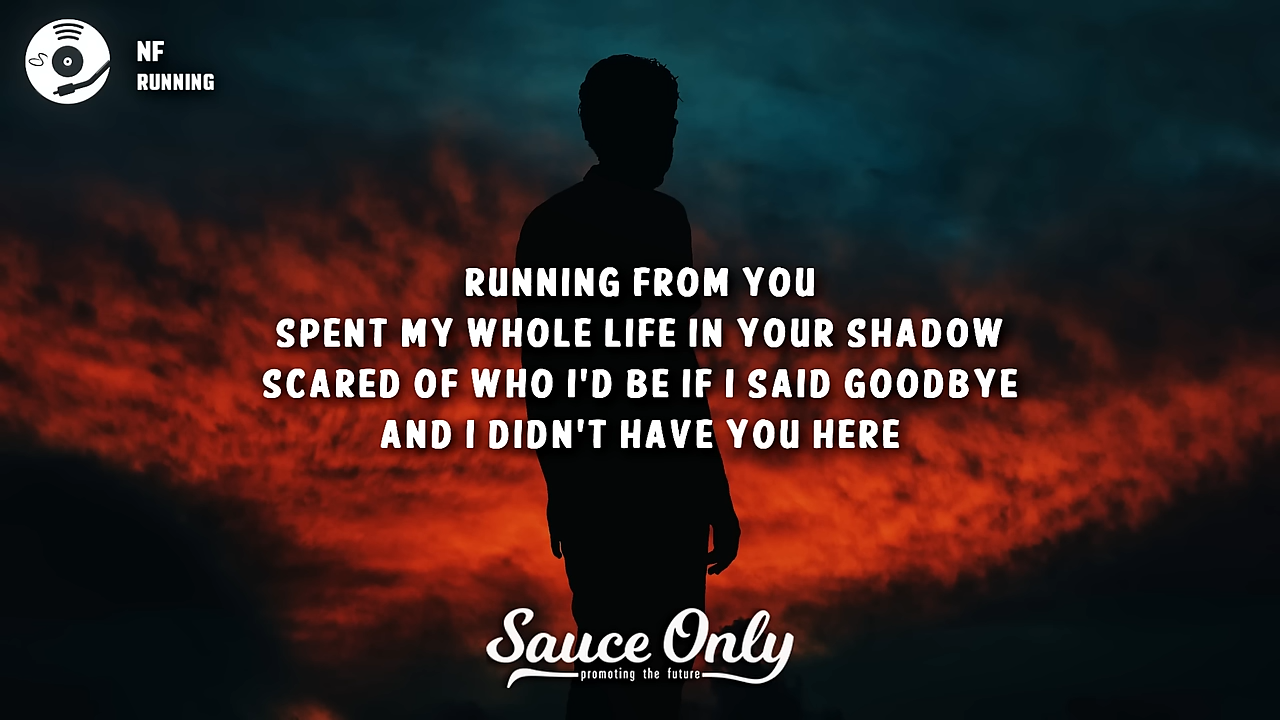 NF
RUNNING
RUNNING FROM YOU
SPENT MY WHOLE LIFE IN YOUR SHADOW
SCARED OF WHO I'D BE IF I SAID GOODBYE
AND I DIDN'T HAVE YOU HERE
Sauce Only
promoting the future